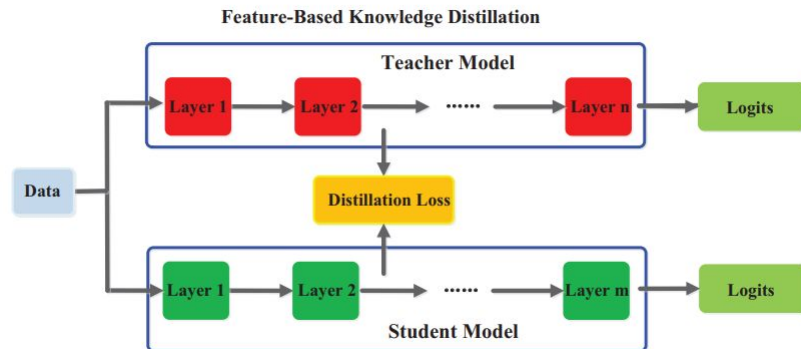 Feature-Based Knowledge Distillation
Teacher Model
Layer 1
Layer 2
......
Layer n
Logits
Data
Distillation Loss
Layer 1
Layer 2
......
Layer m
Logits
Student Model